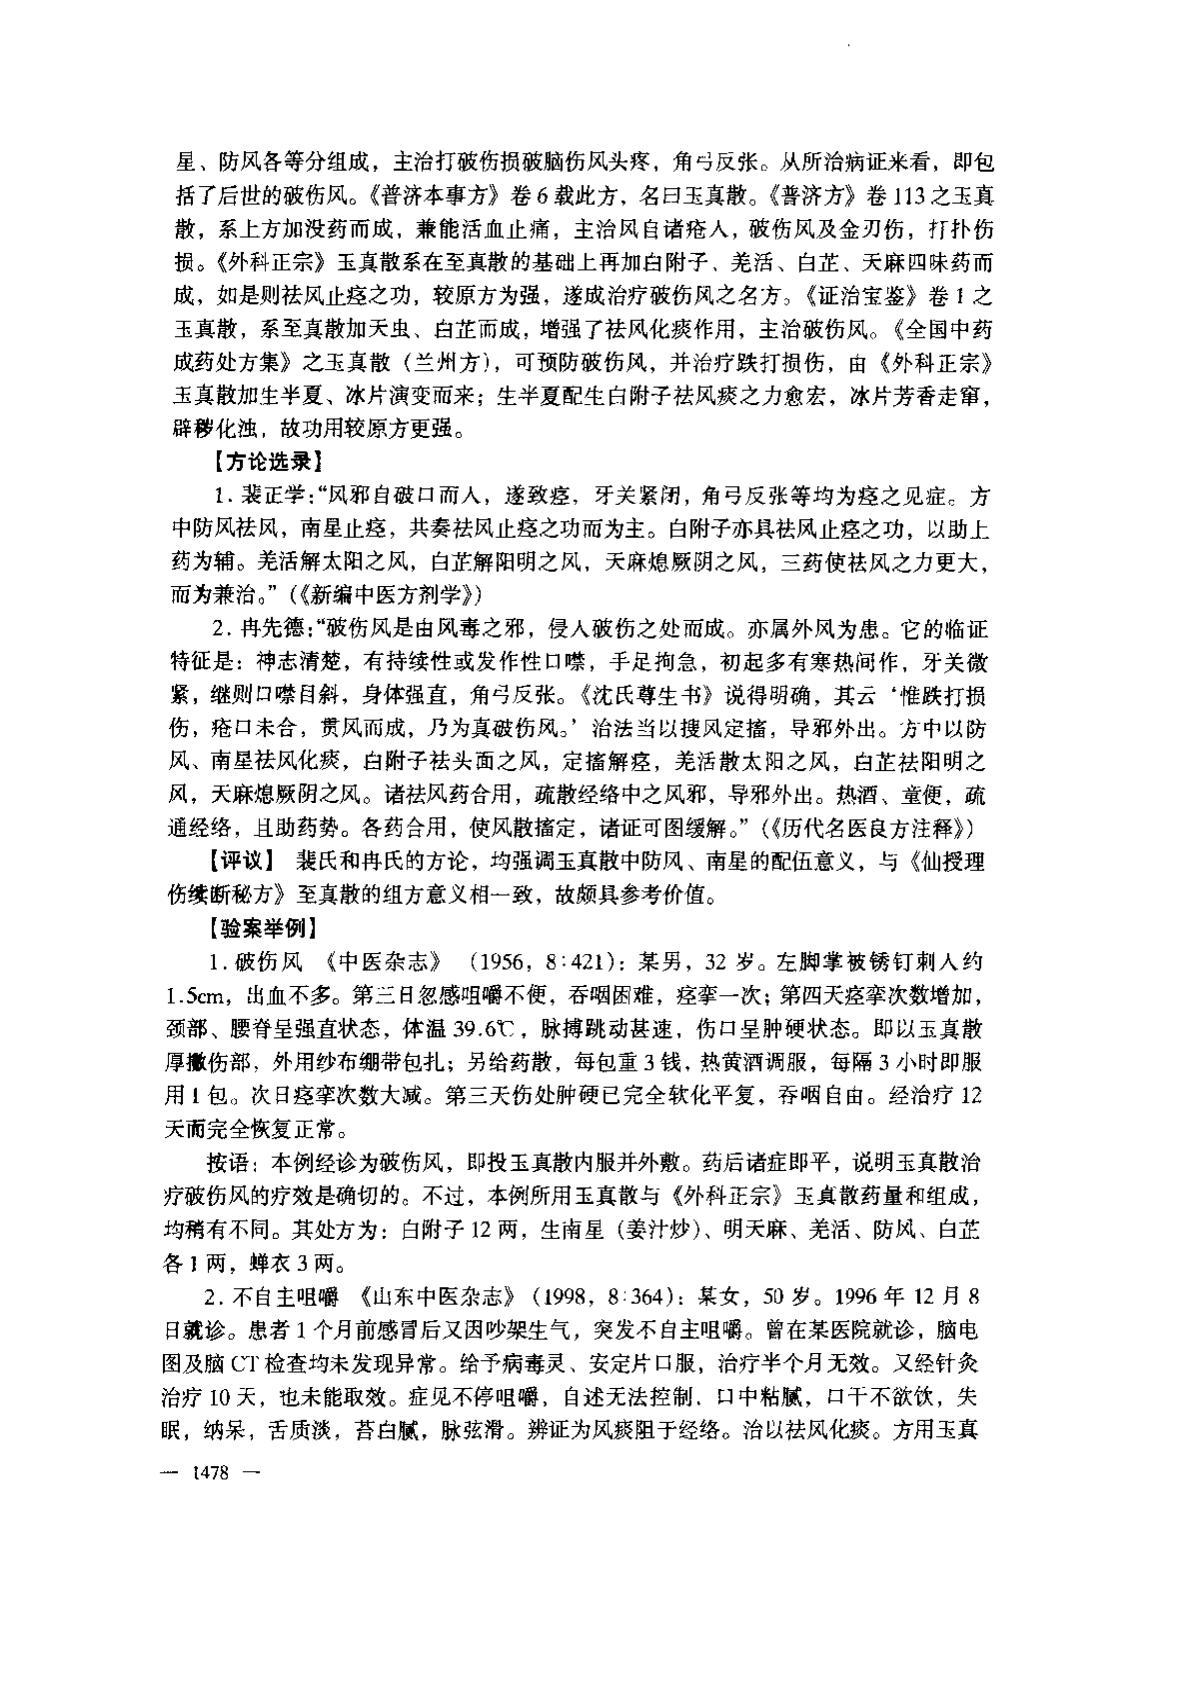 星、防风各等分组成，主治打破伤损破脑伤风头疼，角弓反张。从所治病证来看，即包
括了后世的破伤风。《普济本事方》卷 6 载此方，名曰玉真散。《普济方》卷 113 之玉真
散，系上方加没药而成，兼能活血止痛，主治风自诸疮人，破伤风及金刃伤，打扑伤
损。《外科正宗》玉真散系在至真散的基础上再加白附子、羌活、白芷、天麻四味药而
成，如是则祛风止痉之功，较原方为强，遂成治疗破伤风之名方。《证治宝鉴》卷 1 之
玉真散，系至真散加天虫、白芷而成，增强了祛风化痰作用，主治破伤风。《全国中药
成药处方集》之玉真散（兰州方），可预防破伤风，并治疗跌打损伤，由《外科正宗》
玉真散加生半夏、冰片演变而来；生半夏配生白附子祛风痰之力愈宏，冰片芳香走窜，
辟秽化浊，故功用较原方更强。
【方论选录】
1. 裴正学：“风邪自破口而人，遂致痉，牙关紧闭，角弓反张等均为痉之见症。方
中防风祛风，南星止痉，共奏祛风止痉之功而为主。白附子亦具祛风止痉之功，以助上
药为辅。羌活解太阳之风，白芷解阳明之风，天麻熄厥阴之风，三药使祛风之力更大，
而为兼治。”（《新编中医方剂学》）
2. 冉先德：“破伤风是由风毒之邪，侵人破伤之处而成。亦属外风为患。它的临证
特征是：神志清楚，有持续性或发作性口噤，手足拘急，初起多有寒热间作，牙关微
紧，继则口噤目斜，身体强直，角弓反张。《沈氏尊生书》说得明确，其云‘惟跌打损
伤，疮口未合，贯风而成，乃为真破伤风。’治法当以搜风定搐，导邪外出。方中以防
风、南星祛风化痰，白附子祛头面之风，定搐解痉，羌活散太阳之风，白芷祛阳明之
风，天麻熄厥阴之风。诸祛风药合用，疏散经络中之风邪，导邪外出。热酒、童便，疏
通经络，且助药势。各药合用，使风散搐定，诸证可图缓解。”（《历代名医良方注释》）
【评议】 裴氏和冉氏的方论，均强调玉真散中防风、南星的配伍意义，与《仙授理
伤续断秘方》至真散的组方意义相一致，故颇具参考价值。
【验案举例】
1. 破伤风 《中医杂志》（1956，8:421）：某男，32 岁。左脚掌被锈钉刺人约
1.5cm，出血不多。第三日忽感咀嚼不便，吞咽困难，痉挛一次；第四天痉挛次数增加，
颈部、腰脊呈强直状态，体温 39.6℃，脉搏跳动甚速，伤口呈肿硬状态。即以玉真散
厚撒伤部，外用纱布绷带包扎；另给药散，每包重 3 钱，热黄酒调服，每隔 3 小时即服
用 1 包。次日痉挛次数大减。第三天伤处肿硬已完全软化平复，吞咽自由。经治疗 12
天而完全恢复正常。
按语：本例经诊为破伤风，即投玉真散内服并外敷。药后诸症即平，说明玉真散治
疗破伤风的疗效是确切的。不过，本例所用玉真散与《外科正宗》玉真散药量和组成，
均稍有不同。其处方为：白附子 12 两，生南星（姜汁炒）、明天麻、羌活、防风、白芷
各 1 两，蝉衣 3 两。
2. 不自主咀嚼 《山东中医杂志》（1998，8:364）：某女，50 岁。1996 年 12 月 8
日就诊。患者 1 个月前感冒后又因吵架生气，突发不自主咀嚼。曾在某医院就诊，脑电
图及脑 CT 检查均未发现异常。给予病毒灵、安定片口服，治疗半个月无效。又经针灸
治疗 10 天，也未能取效。症见不停咀嚼，自述无法控制，口中粘腻，口干不欲饮，失
眠，纳呆，舌质淡，苔白腻，脉弦滑。辨证为风痰阻于经络。治以祛风化痰。方用玉真
— 1478 —